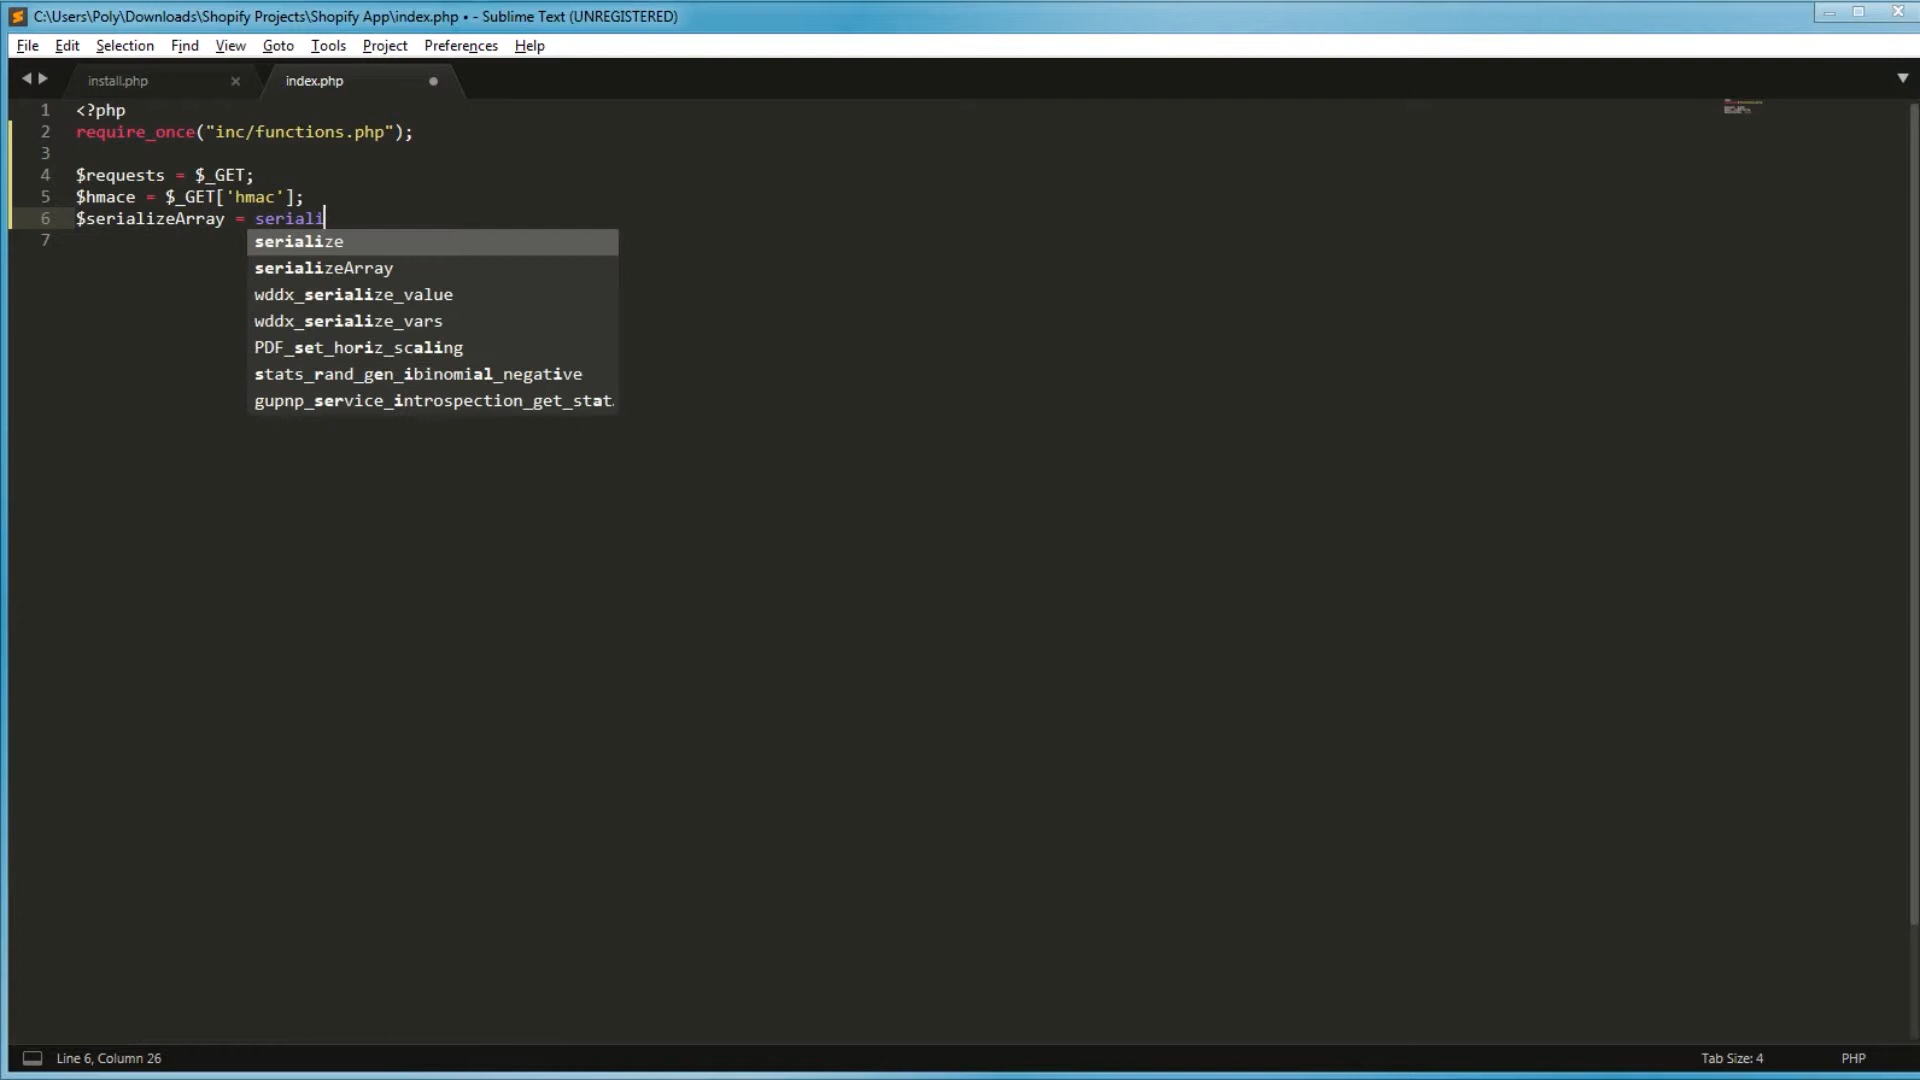 C:\Users\Poly\Downloads\Shopify Projects\Shopify App\index.php • - Sublime Text (UNREGISTERED)
File Edit Selection Find View Goto Tools Project Preferences Help
install.php index.php
1 <?php
2 require_once("inc/functions.php");
3
4 $requests = $_GET;
5 $hmace = $_GET['hmac'];
6 $serializeArray = seriali
7
serialize
serializeArray
wddx_serialize_value
wddx_serialize_vars
PDF_set_horiz_scaling
stats_rand_gen_ibinomial_negative
gupnp_service_introspection_get_stat.
Line 6, Column 26 Tab Size: 4 PHP